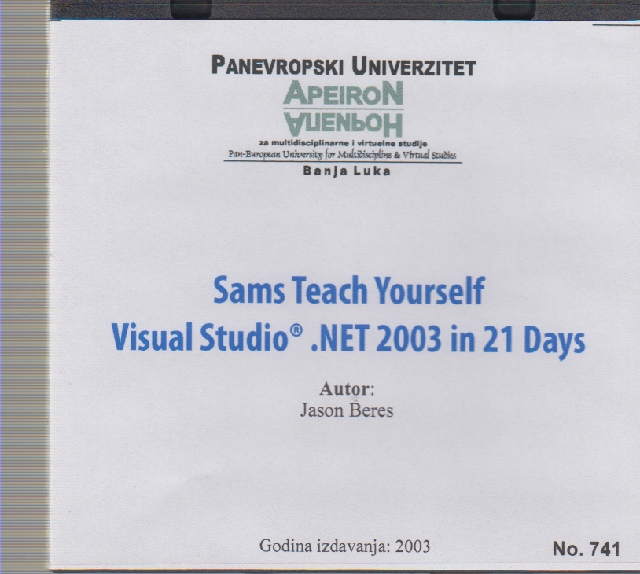 PANEVROPSKI UNIVERZITET
APEIRON
АПЕИРОН
za multidisciplinarne i virtuelne studije
Pan-European University for Multidiscipline & Virtual Studies
Banja Luka
Sams Teach Yourself
Visual Studio® .NET 2003 in 21 Days
Autor:
Jason Beres
Godina izdavanja: 2003
No. 741